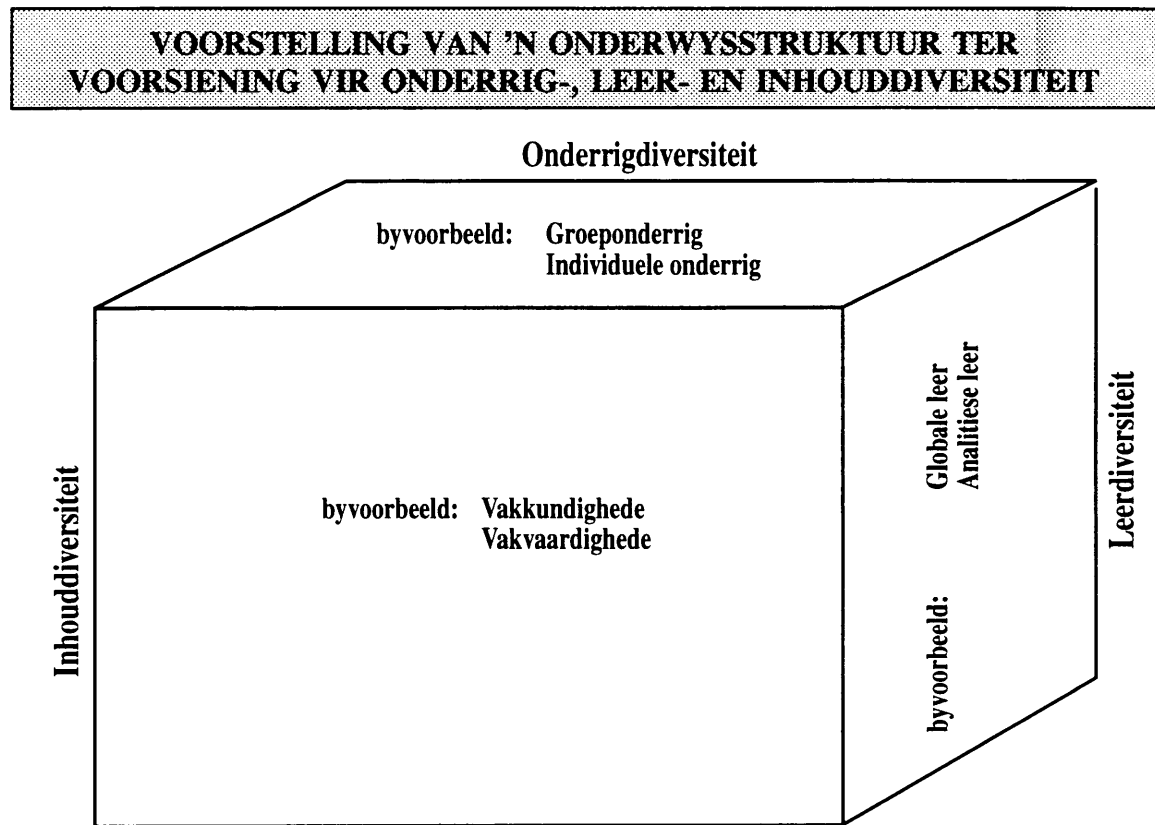 VOORSTELLING VAN 'N ONDERWYSSTRUKTUUR TER
VOORSIENING VIR ONDERRIG-, LEER- EN INHOUDDIVERSITEIT
Onderrigdiversiteit
byvoorbeeld: Groeponderrig
Individuele onderrig
Inhouddiversiteit
byvoorbeeld: Vakkundighede
Vakvaardighede
byvoorbeeld: Globale leer
Analitiese leer
Leerdiversiteit